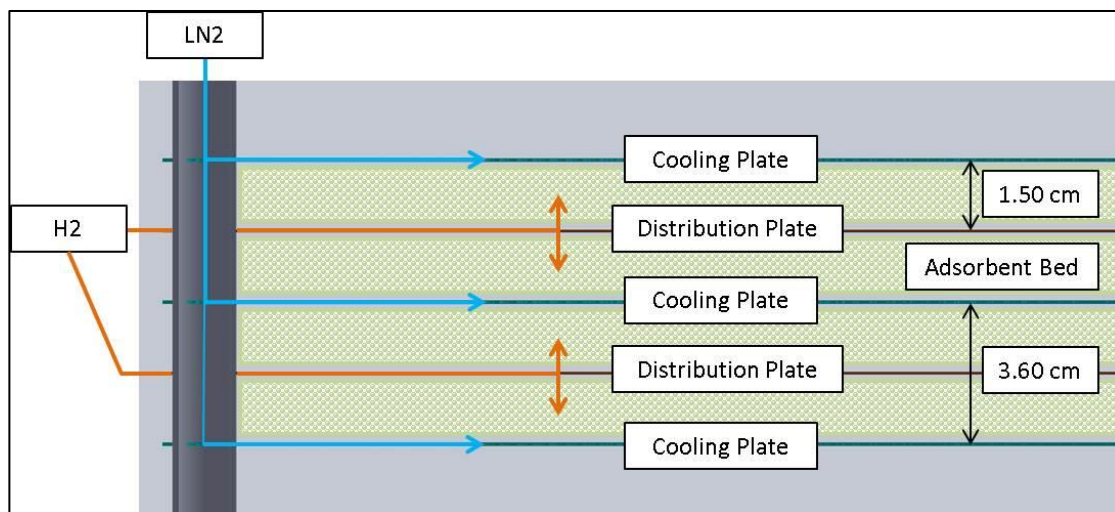 LN2
Cooling Plate
1.50 cm
H2
Distribution Plate
Adsorbent Bed
Cooling Plate
Distribution Plate
3.60 cm
Cooling Plate